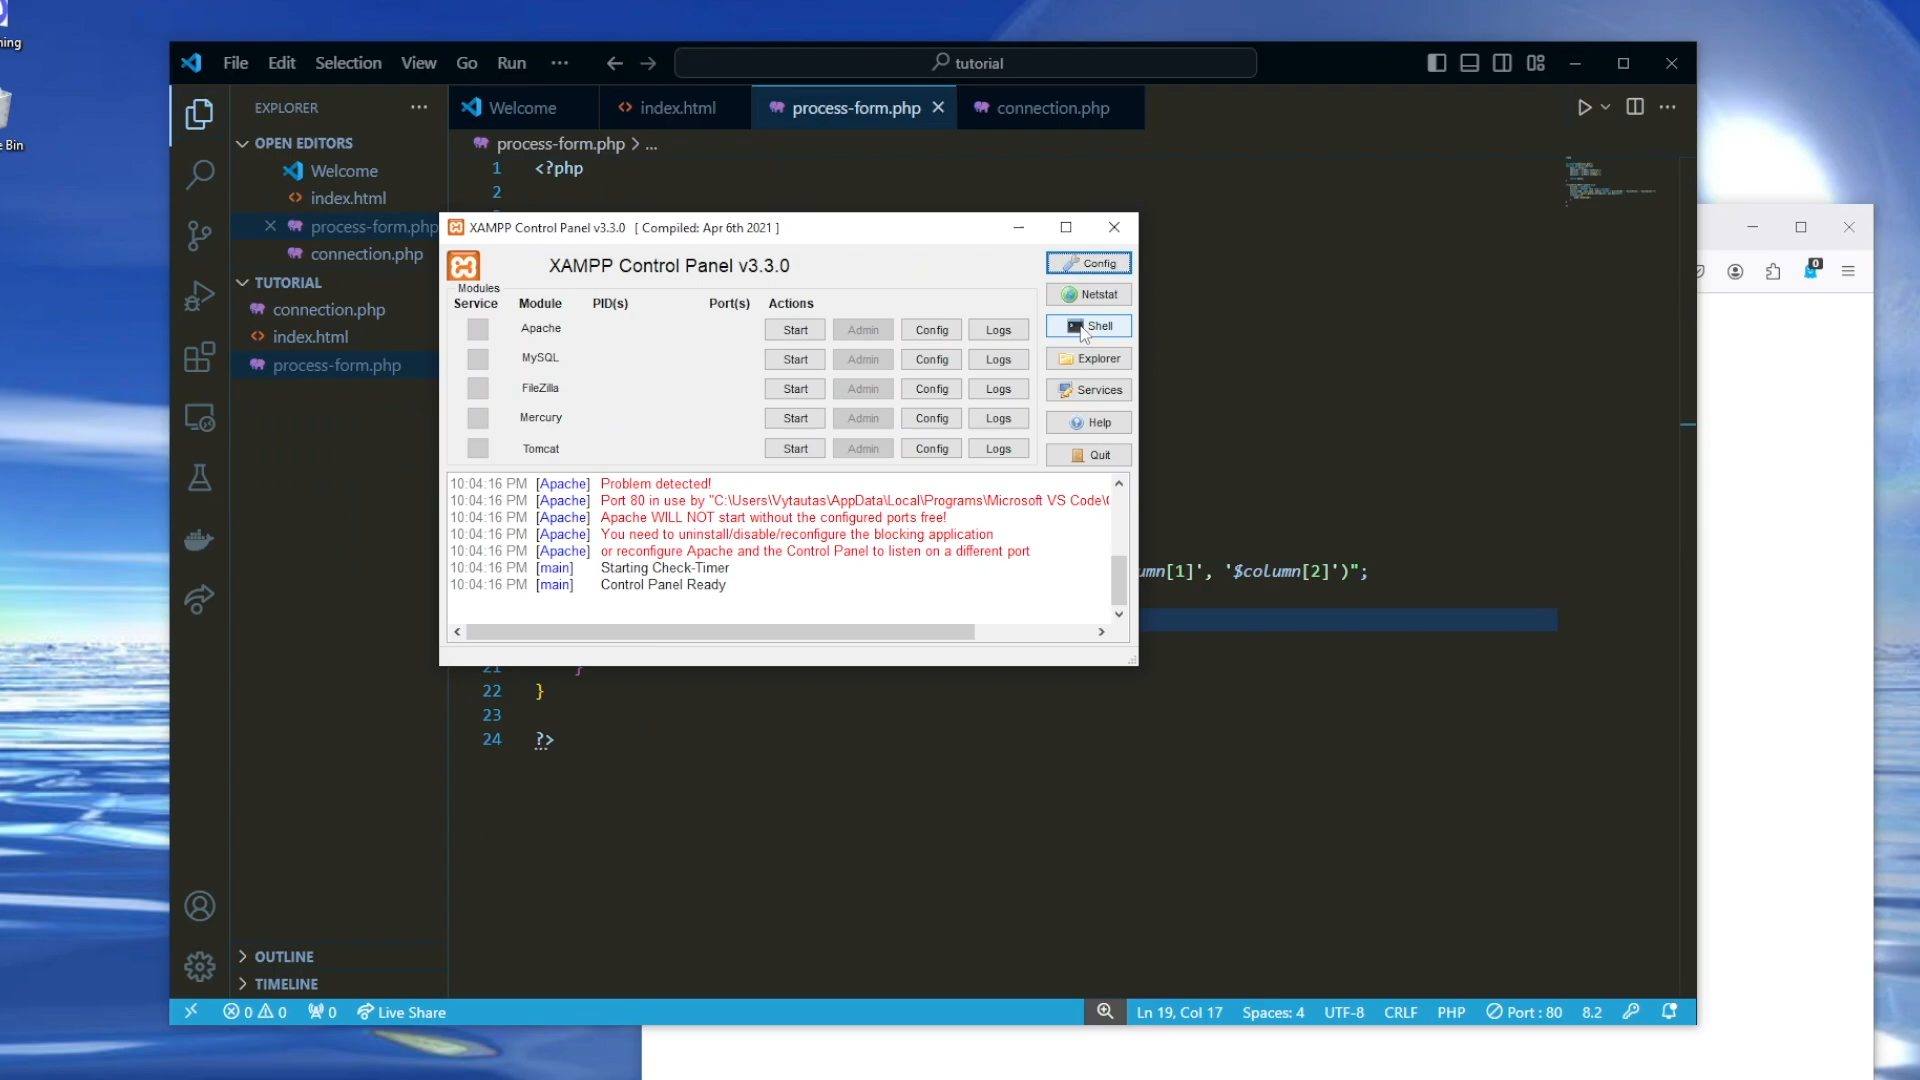 ning
e Bin
File Edit Selection View Go Run ··· tutorial
EXPLORER ···
Welcome index.html process-form.php connection.php
OPEN EDITORS
process-form.php > ...
Welcome
index.html
process-form.php
connection.php
TUTORIAL
connection.php
index.html
process-form.php
1 <?php
2
XAMPP Control Panel v3.3.0 [ Compiled: Apr 6th 2021 ]
XAMPP Control Panel v3.3.0
Config
Modules
Service Module PID(s) Port(s) Actions
Netstat
Apache Start Admin Config Logs
Shell
MySQL Start Admin Config Logs
Explorer
FileZilla Start Admin Config Logs
Services
Mercury Start Admin Config Logs
Help
Tomcat Start Admin Config Logs
Quit
10:04:16 PM [Apache] Problem detected!
10:04:16 PM [Apache] Port 80 in use by "C:\Users\Vytautas\AppData\Local\Programs\Microsoft VS Code\
10:04:16 PM [Apache] Apache WILL NOT start without the configured ports free!
10:04:16 PM [Apache] You need to uninstall/disable/reconfigure the blocking application
10:04:16 PM [Apache] or reconfigure Apache and the Control Panel to listen on a different port
10:04:16 PM [main] Starting Check-Timer
10:04:16 PM [main] Control Panel Ready
umn[1]', '$column[2]')";
21 }
22 }
23
24 ?>
0
OUTLINE
TIMELINE
0 0 0 Live Share Ln 19, Col 17 Spaces: 4 UTF-8 CRLF PHP Port : 80 8.2